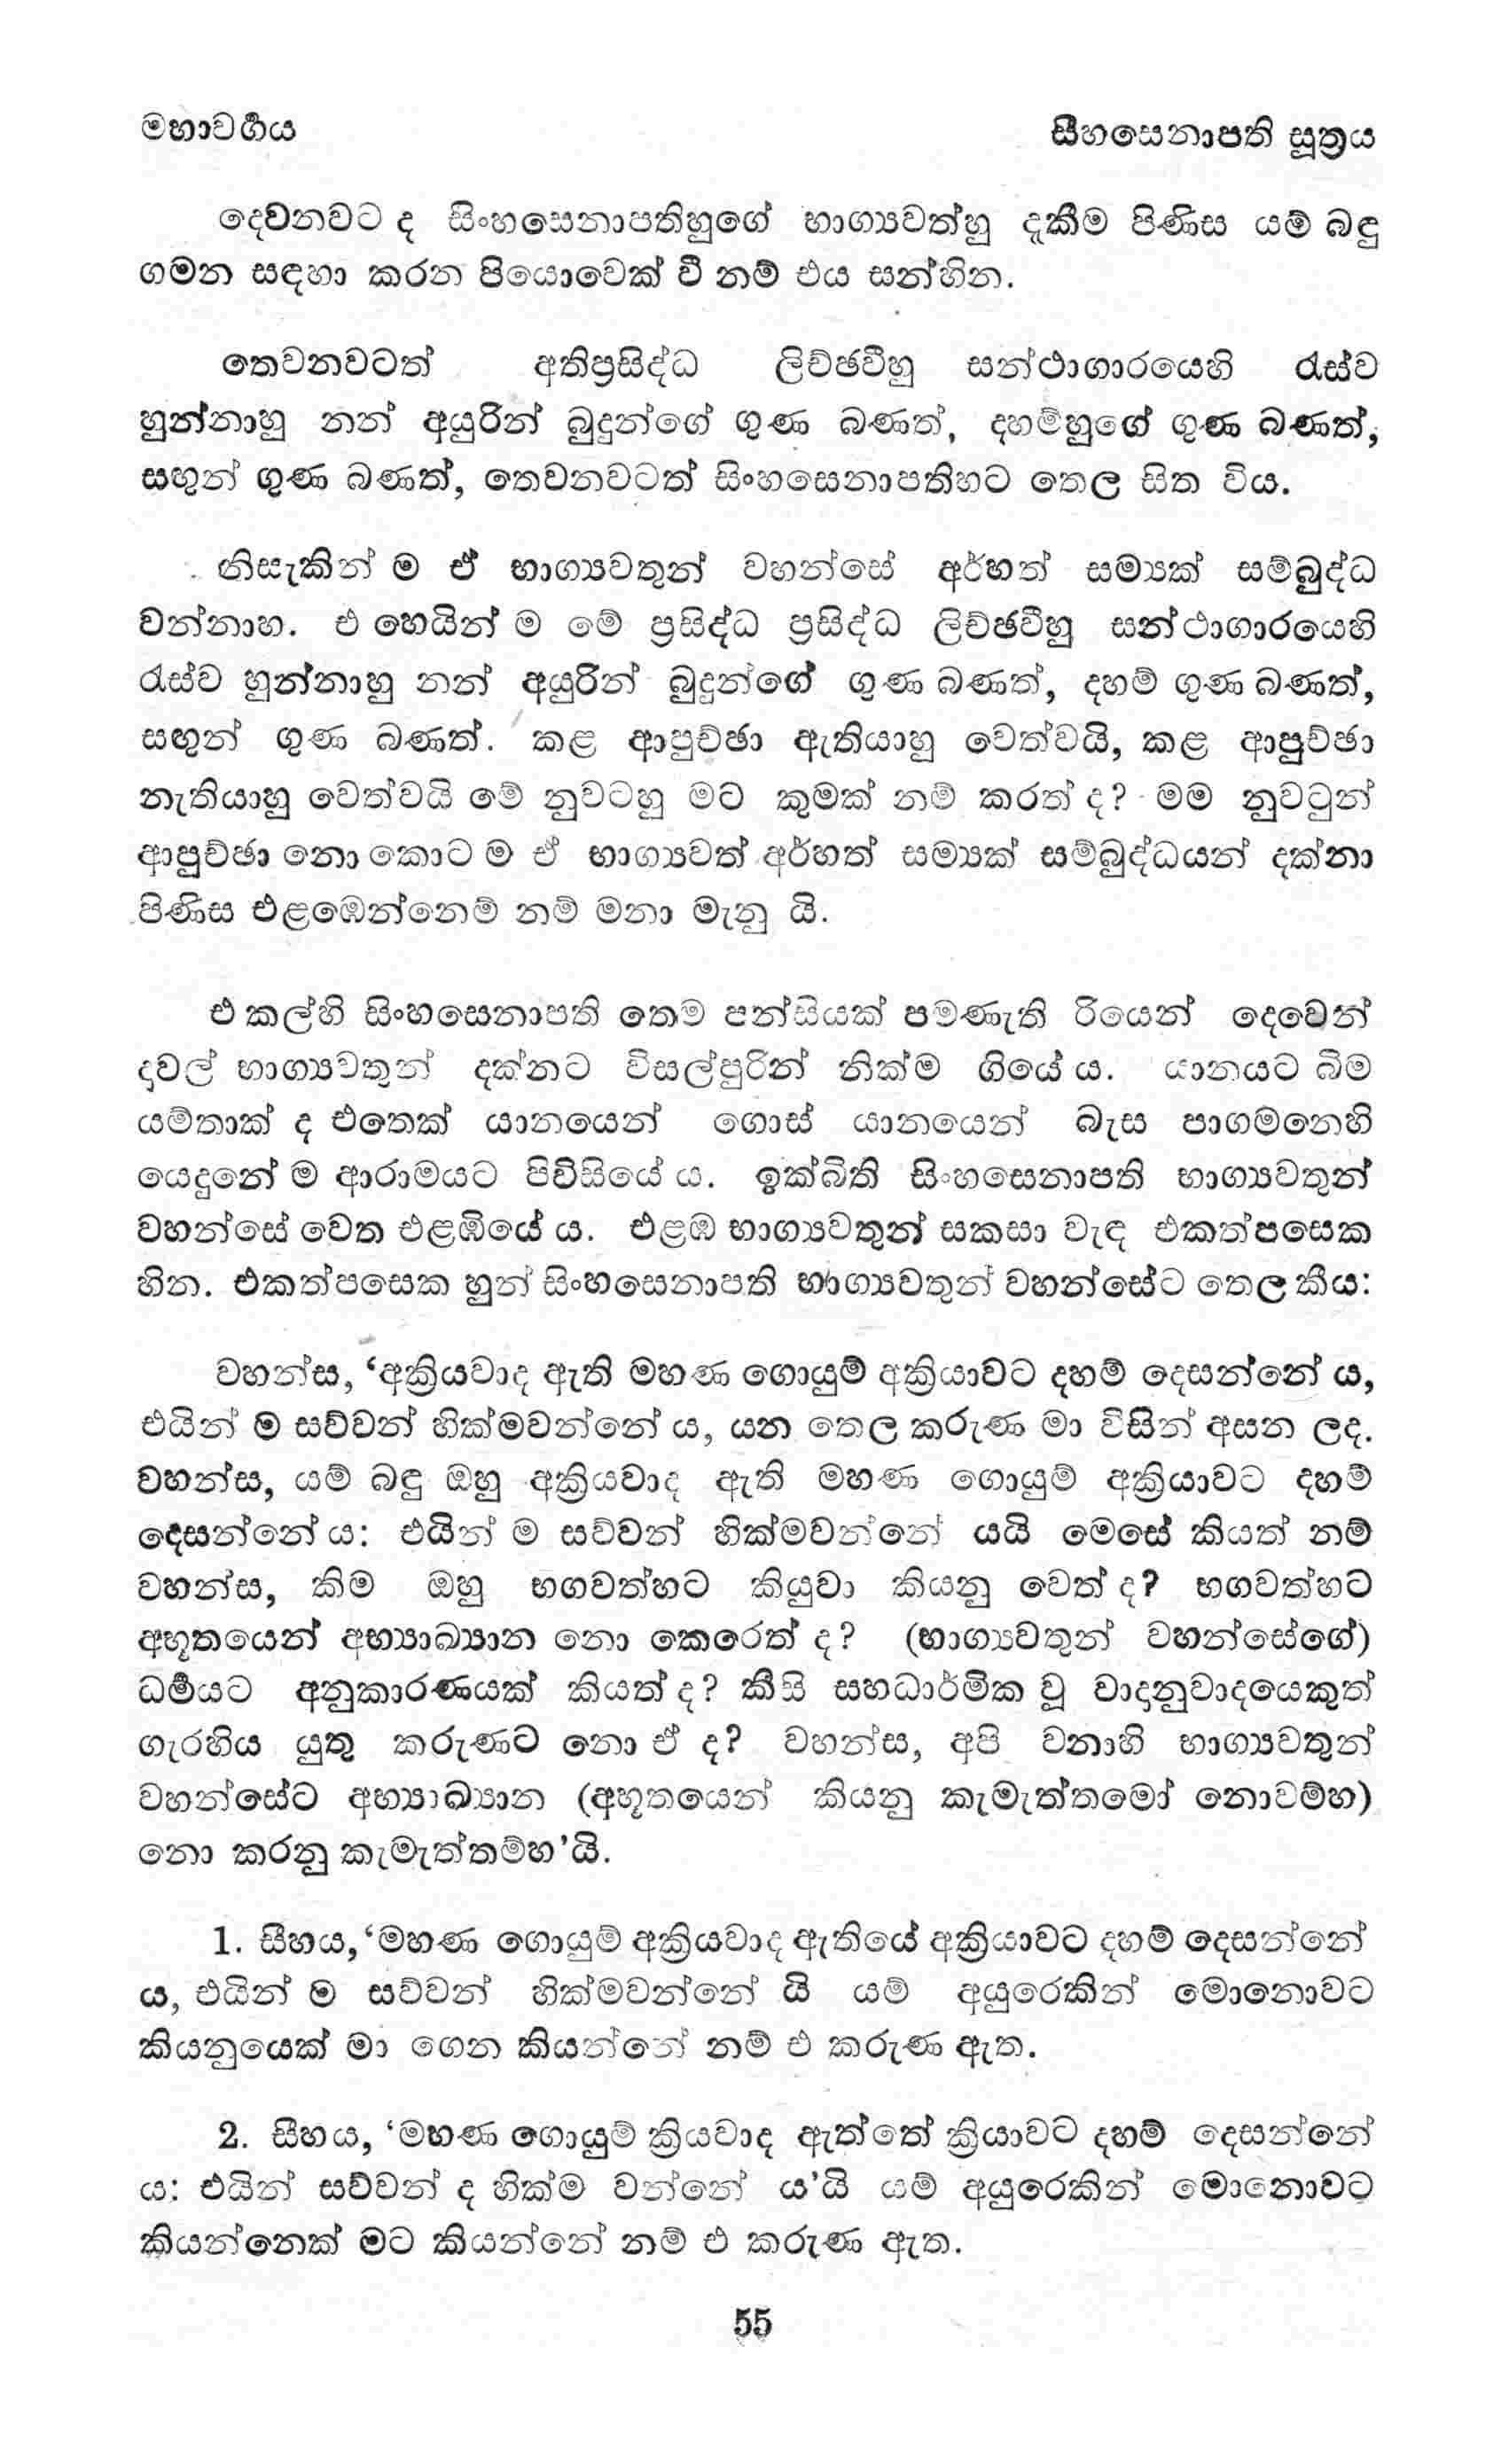 මහාවර්‍ගය
සීහසෙනාපති සූත්‍රය
දෙවනවට ද සිංහසෙනාපතිහුගේ භාග්‍යවත්හු දැකීම පිණිස යම් බඳු
ගමන සඳහා කරන පියොවෙක් වී නම් එය සන්හින.
තෙවනවටත් අතිප්‍රසිද්ධ ලිච්ඡවීහු සන්ථාගාරයෙහි රැස්ව
හුන්නාහු නන් අයුරින් බුදුන්ගේ ගුණ බණත්, දහම්හුගේ ගුණ බණත්,
සඟුන් ගුණ බණත්, තෙවනවටත් සිංහසෙනාපතිහට තෙල සිත විය.
නිසැකින් ම ඒ භාග්‍යවතුන් වහන්සේ අර්හත් සම්‍යක් සම්බුද්ධ
වන්නාහ. එ හෙයින් ම මේ ප්‍රසිද්ධ ප්‍රසිද්ධ ලිච්ඡවීහු සන්ථාගාරයෙහි
රැස්ව හුන්නාහු නන් අයුරින් බුදුන්ගේ ගුණ බණත්, දහම් ගුණ බණත්,
සඟුන් ගුණ බණත්. කළ ආපුච්ඡා ඇතියාහු වෙත්වයි, කළ ආපුච්ඡා
නැතියාහු වෙත්වයි මේ නුවටහු මට කුමක් නම් කරත් ද? මම නුවටුන්
ආපුච්ඡා නො කොට ම ඒ භාග්‍යවත් අර්හත් සම්‍යක් සම්බුද්ධයන් දක්නා
පිණිස එළඹෙන්නෙම් නම් මනා මැනු යි.
එ කල්හි සිංහසෙනාපති තෙම පන්සියක් පමණැති රියෙන් දෙවෙන්
දාවල් භාග්‍යවතුන් දක්නට විසල්පුරින් නික්ම ගියේ ය. යානයට බිම
යම්තාක් ද එතෙක් යානයෙන් ගොස් යානයෙන් බැස පාගමනෙහි
යෙදුනේ ම ආරාමයට පිවිසියේ ය. ඉක්බිති සිංහසෙනාපති භාග්‍යවතුන්
වහන්සේ වෙත එළඹියේ ය. එළඹ භාග්‍යවතුන් සකසා වැඳ එකත්පසෙක
හින. එකත්පසෙක හුන් සිංහසෙනාපති භාග්‍යවතුන් වහන්සේට තෙල කීය:
වහන්ස, ‘අක්‍රියවාද ඇති මහණ ගොයුම් අක්‍රියාවට දහම් දෙසන්නේ ය,
එයින් ම සව්වන් හික්මවන්නේ ය, යන තෙල කරුණ මා විසින් අසන ලද.
වහන්ස, යම් බඳු ඔහු අක්‍රියවාද ඇති මහණ ගොයුම් අක්‍රියාවට දහම්
දෙසන්නේ ය: එයින් ම සව්වන් හික්මවන්නේ යයි මෙසේ කියත් නම්
වහන්ස, කිම ඔහු භගවත්හට කියුවා කියනු වෙත් ද? භගවත්හට
අභූතයෙන් අභ්‍යාඛ්‍යාන නො කෙරෙත් ද? (භාග්‍යවතුන් වහන්සේගේ)
ධර්‍මයට අනුකාරණයක් කියත් ද? කිසි සහධාර්මික වූ වාදානුවාදයෙකුත්
ගැරහිය යුතු කරුණට නො ඒ ද? වහන්ස, අපි වනාහි භාග්‍යවතුන්
වහන්සේට අභ්‍යාඛ්‍යාන (අභූතයෙන් කියනු කැමැත්තමෝ නොවම්හ)
නො කරනු කැමැත්තම්හ’යි.
1. සීහය,‘මහණ ගොයුම් අක්‍රියවාද ඇතියේ අක්‍රියාවට දහම් දෙසන්නේ
ය, එයින් ම සව්වන් හික්මවන්නේ යි යම් අයුරෙකින් මොනොවට
කියනුයෙක් මා ගෙන කියන්නේ නම් එ කරුණ ඇත.
2. සීහය, ‘මහණ ගොයුම් ක්‍රියවාද ඇත්තේ ක්‍රියාවට දහම් දෙසන්නේ
ය: එයින් සව්වන් ද හික්ම වන්නේ ය’යි යම් අයුරෙකින් මොනොවට
කියන්නෙක් මට කියන්නේ නම් එ කරුණ ඇත.
55